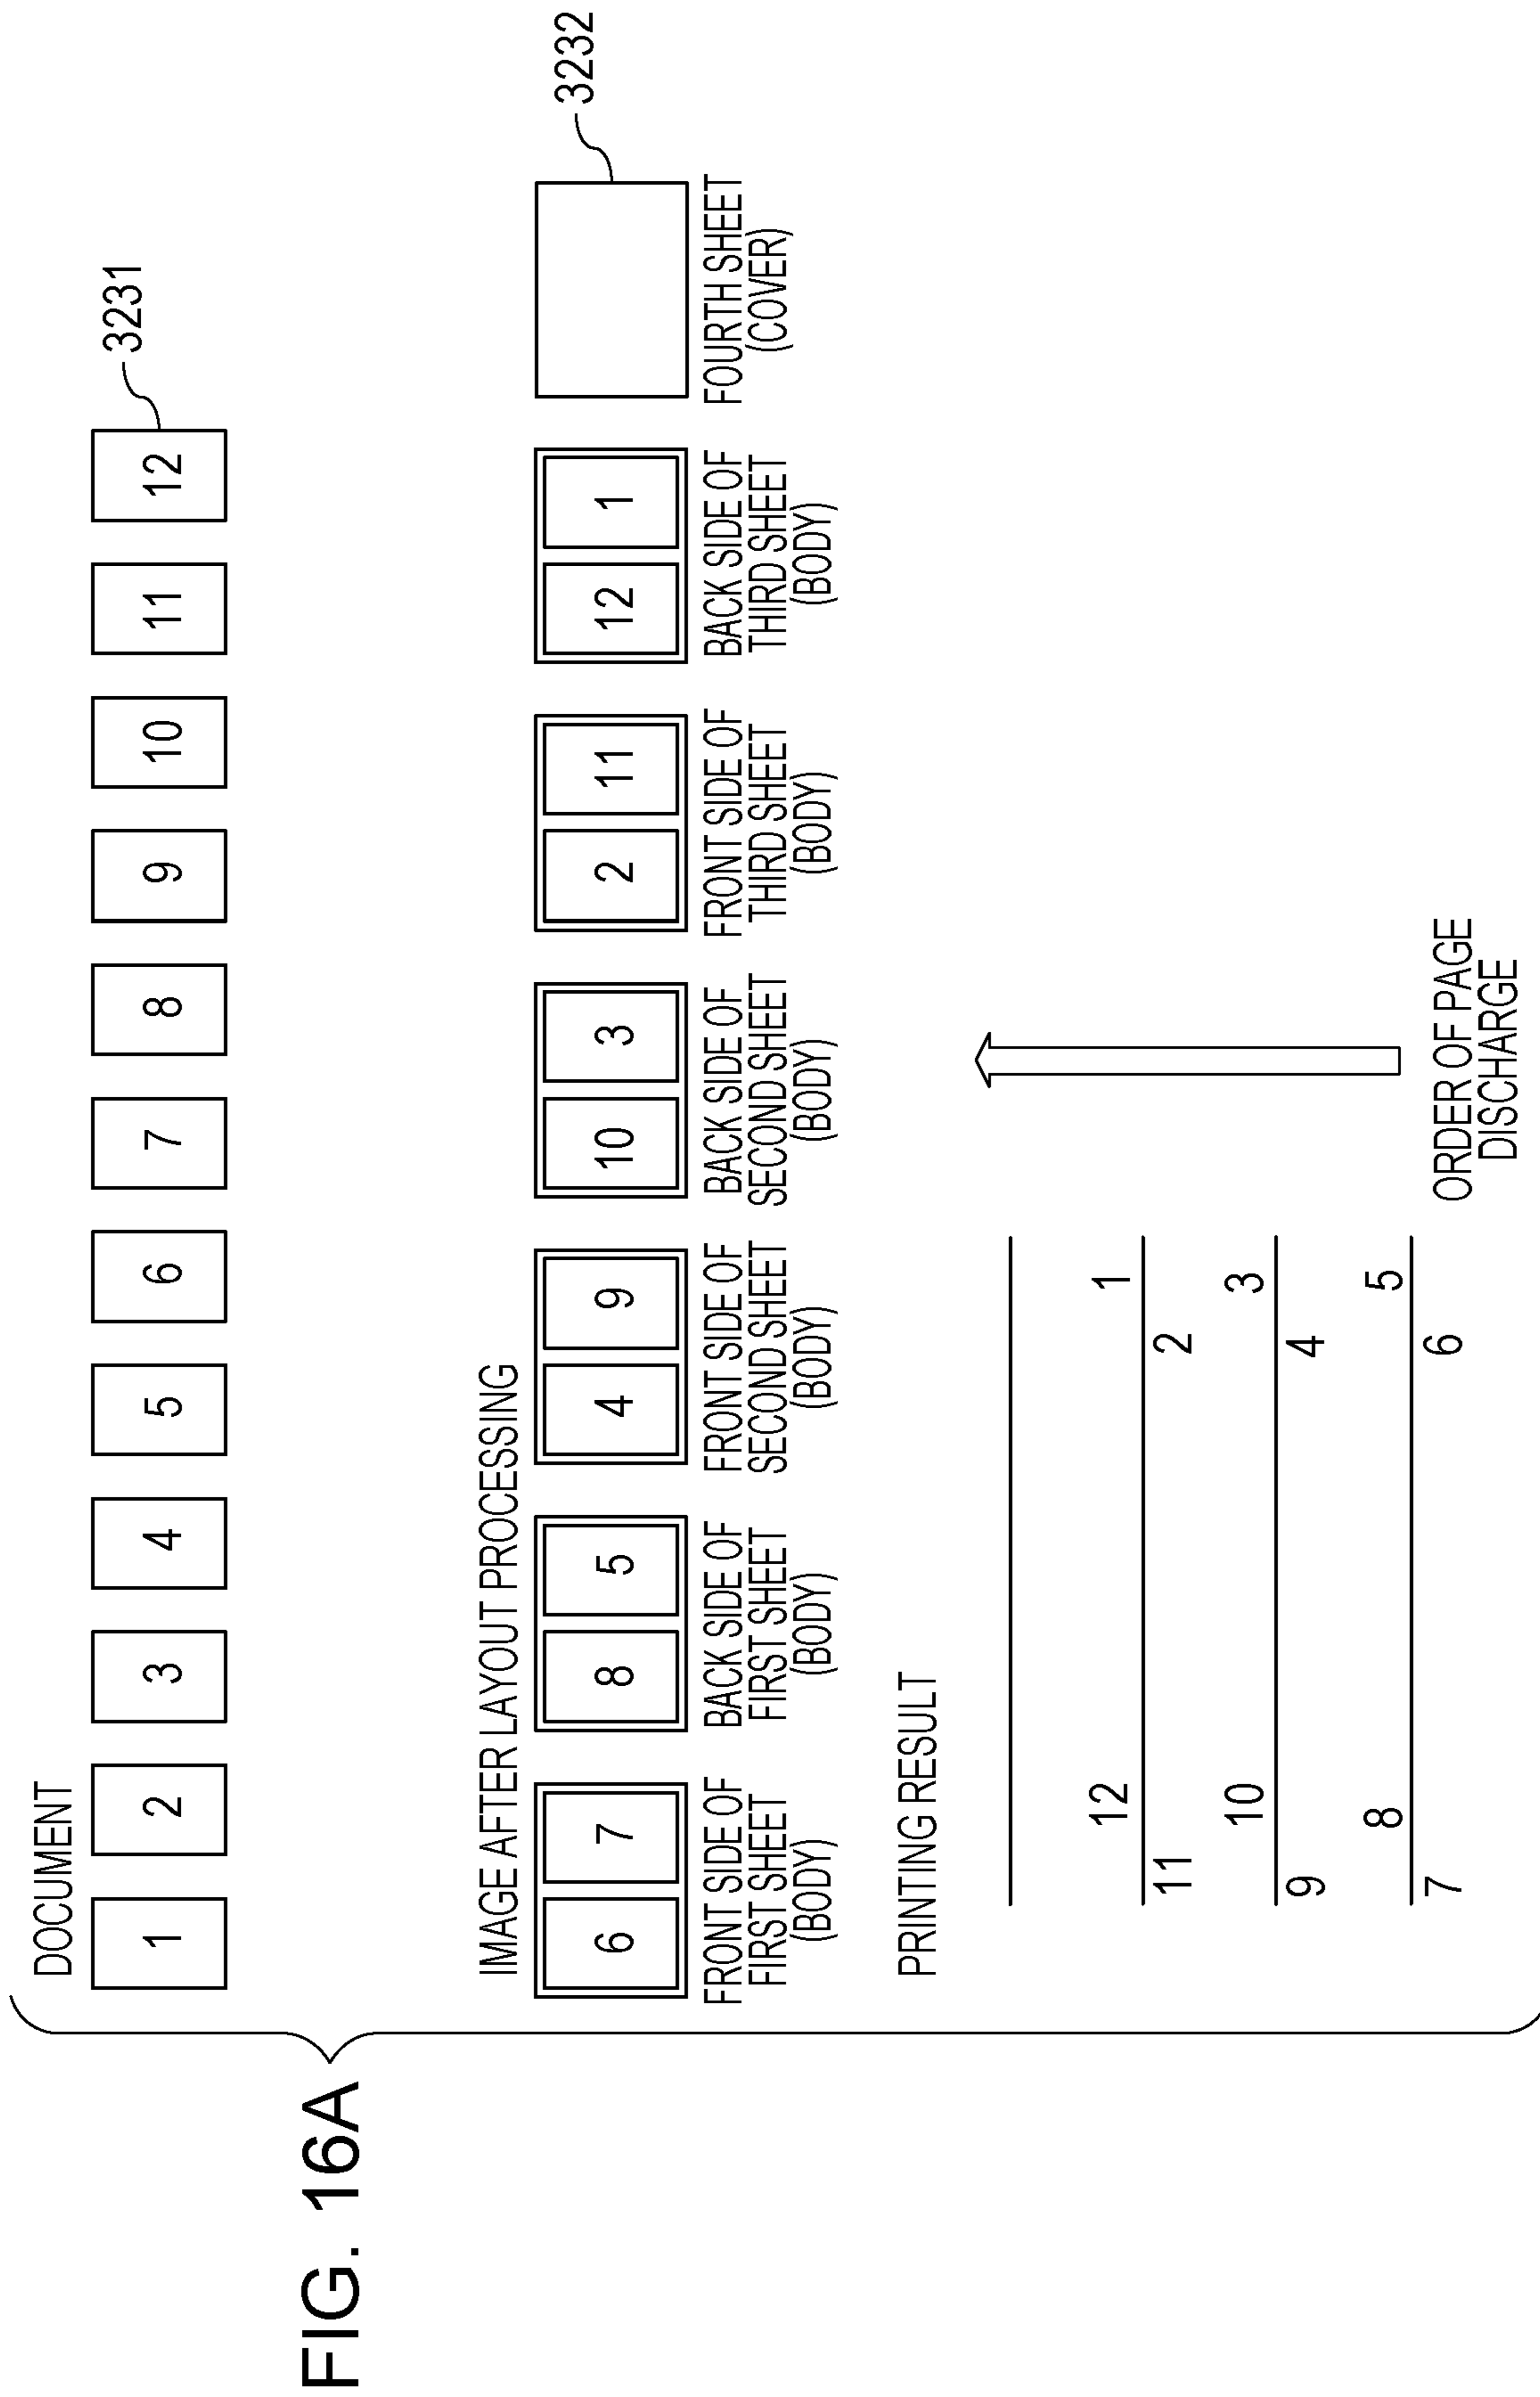 FIG. 16A
DOCUMENT
1 2 3 4 5 6 7 8 9 10 11 12
3231
IMAGE AFTER LAYOUT PROCESSING
6 7 8 5 4 9 10 3 2 11 12 1
3232
FRONT SIDE OF
FIRST SHEET
(BODY)
BACK SIDE OF
FIRST SHEET
(BODY)
FRONT SIDE OF
SECOND SHEET
(BODY)
BACK SIDE OF
SECOND SHEET
(BODY)
FRONT SIDE OF
THIRD SHEET
(BODY)
BACK SIDE OF
THIRD SHEET
(BODY)
FOURTH SHEET
(COVER)
PRINTING RESULT
12 1
11 2
10 3
9 4
8 5
7 6
ORDER OF PAGE
DISCHARGE